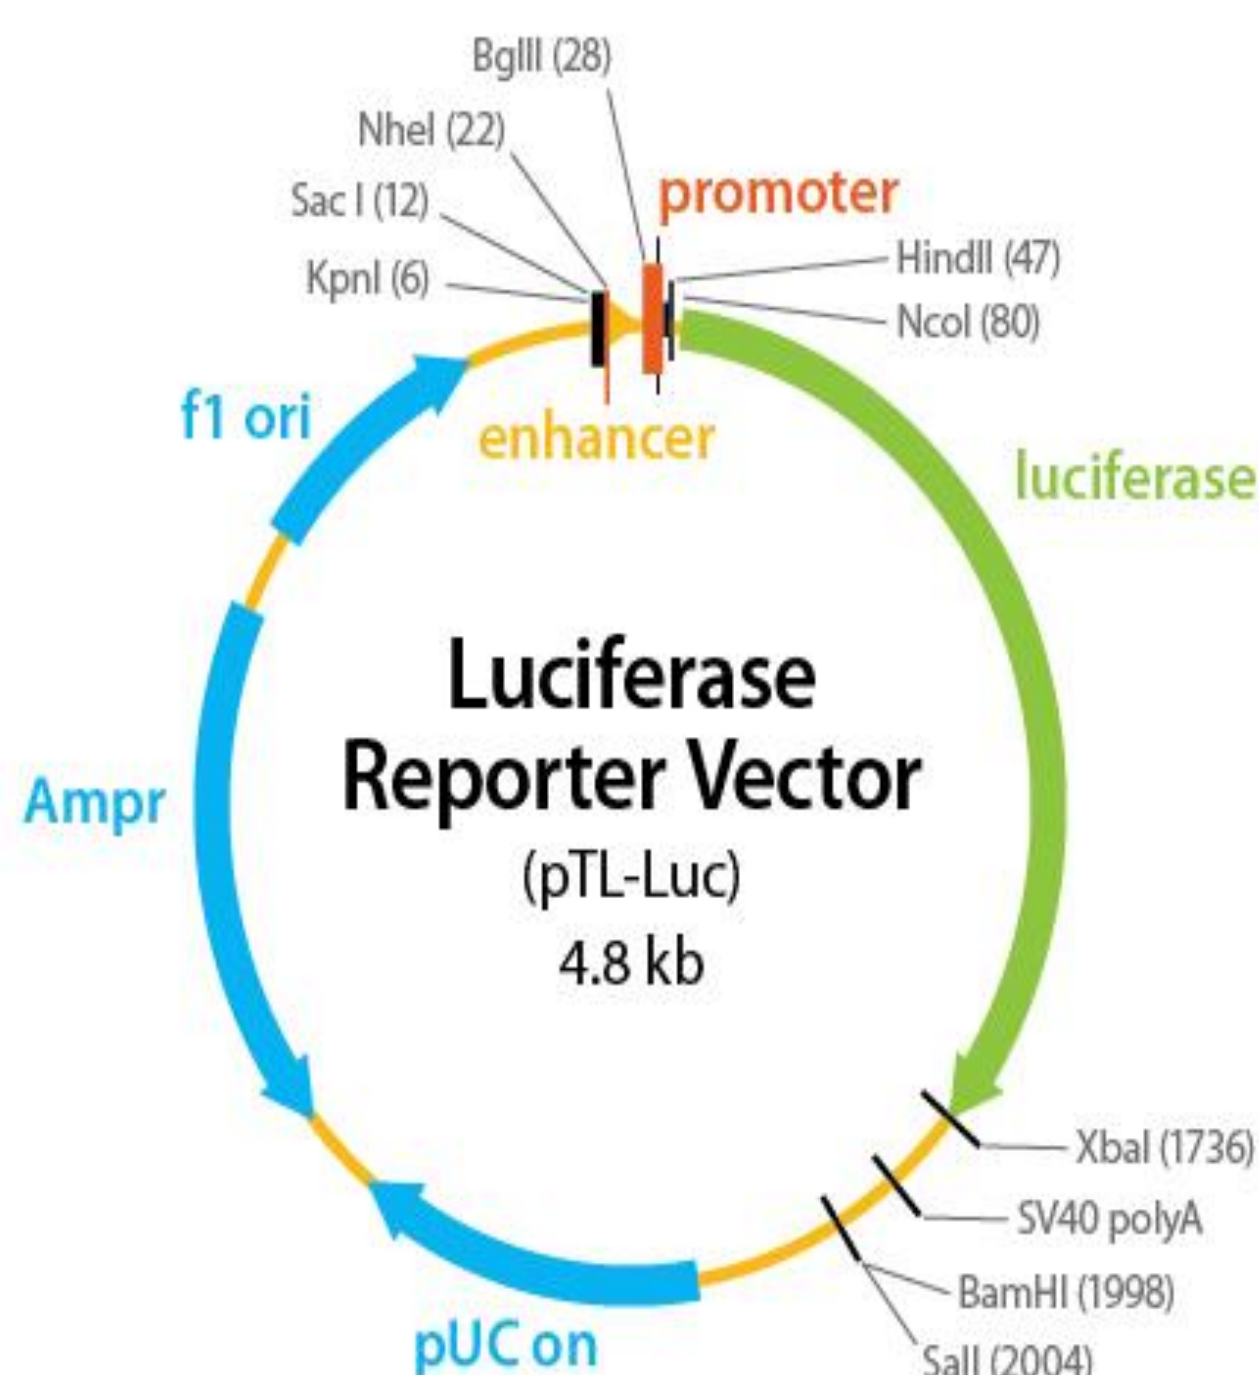 BglII (28)
NheI (22)
promoter
Sac I (12)
HindII (47)
KpnI (6)
NcoI (80)
f1 ori
enhancer
luciferase
Luciferase
Reporter Vector
Ampr
(pTL-Luc)
4.8 kb
XbaI (1736)
SV40 polyA
BamHI (1998)
pUC on
SalI (2004)